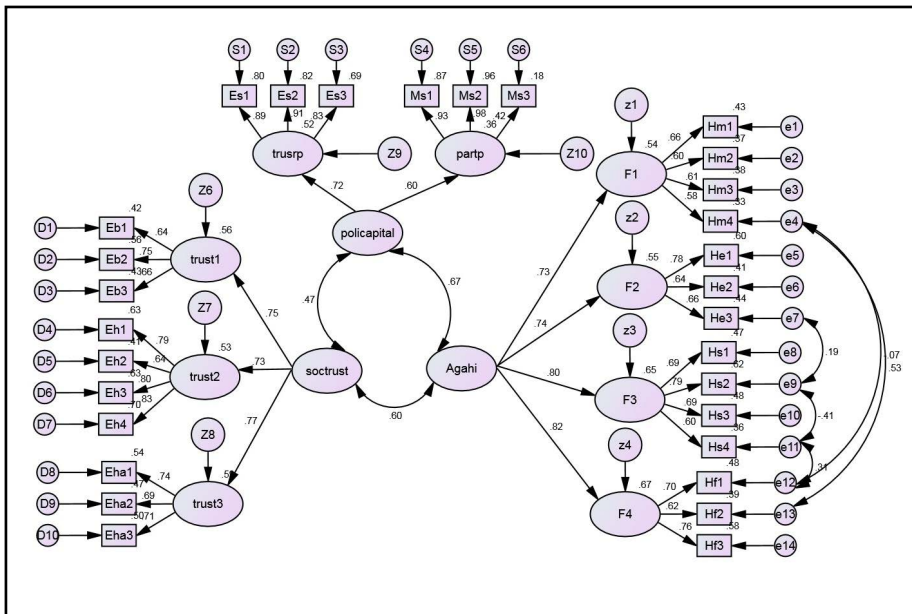 S1 S2 S3 S4 S5 S6
.80 .82 .69 .87 .96 .18
Es1 Es2 Es3 Ms1 Ms2 Ms3
.89 .91 .83 .93 .98 .42
.52 .36
trusrp Z9 partp Z10
.72 .60
policapital
.47 .67
soctrust Agahi
.60
Z6
.56
trust1
.75
D1 Eb1 .42 .64
D2 Eb2 .56 .75
D3 Eb3 .43 .66
Z7
.53
trust2
.73
D4 Eh1 .63 .79
D5 Eh2 .41 .64
D6 Eh3 .63 .80
D7 Eh4 .70 .83
Z8
trust3
.77
D8 Eha1 .54 .74
D9 Eha2 .47 .69
D10 Eha3 .50 .71
z1
.54
F1
.73
.66 Hm1 .43 e1
.60 Hm2 .37 e2
.61 Hm3 .38 e3
.58 Hm4 .33 e4
z2
.55
F2
.74
.78 He1 .60 e5
.64 He2 .41 e6
.66 He3 .44 e7
z3
.65
F3
.80
.69 Hs1 .47 e8
.79 Hs2 .62 e9
.69 Hs3 .48 e10
.60 Hs4 .36 e11
z4
.67
F4
.82
.70 Hf1 .48 e12
.62 Hf2 .39 e13
.76 Hf3 .58 e14
.19
-.41
.31
.53